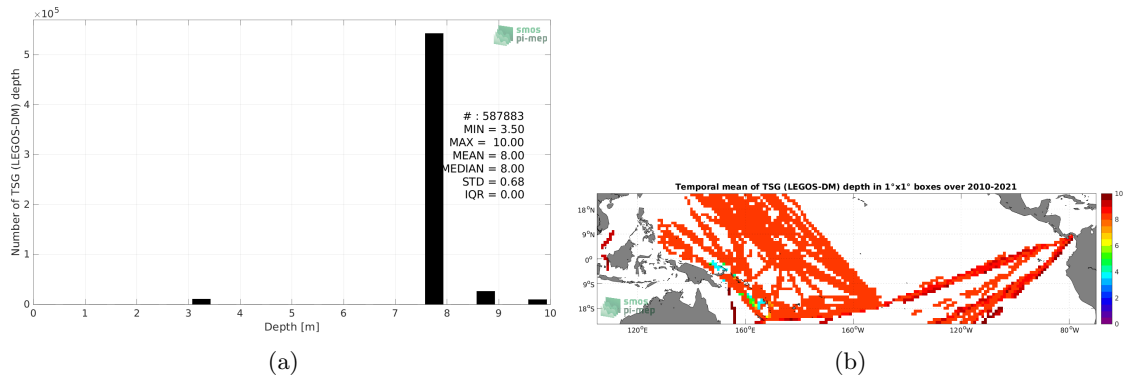 ×10⁵
5
4
3
2
1
0
Number of TSG (LEGOS-DM) depth
smos
pi-mep
# : 587883
MIN = 3.50
MAX = 10.00
MEAN = 8.00
MEDIAN = 8.00
STD = 0.68
IQR = 0.00
0 1 2 3 4 5 6 7 8 9 10
Depth [m]
(a)
Temporal mean of TSG (LEGOS-DM) depth in 1°x1° boxes over 2010-2021
18°N
9°N
0°
9°S
18°S
smos
pi-mep
120°E 160°E 160°W 120°W 80°W
10
8
6
4
2
0
(b)